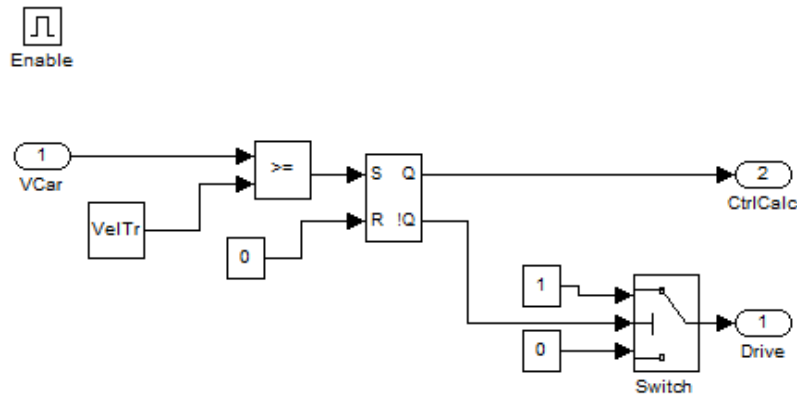 Enable
1
VCar
>=
VelTr
0
S Q
R !Q
2
CtrlCalc
1
0
Switch
1
Drive